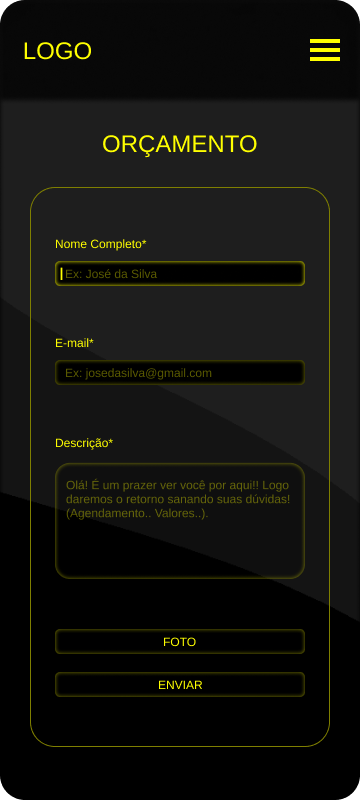 LOGO
ORÇAMENTO
Nome Completo*
Ex: José da Silva
E-mail*
Ex: josedasilva@gmail.com
Descrição*
Olá! É um prazer ver você por aqui!! Logo
daremos o retorno sanando suas dúvidas!
(Agendamento.. Valores..).
FOTO
ENVIAR